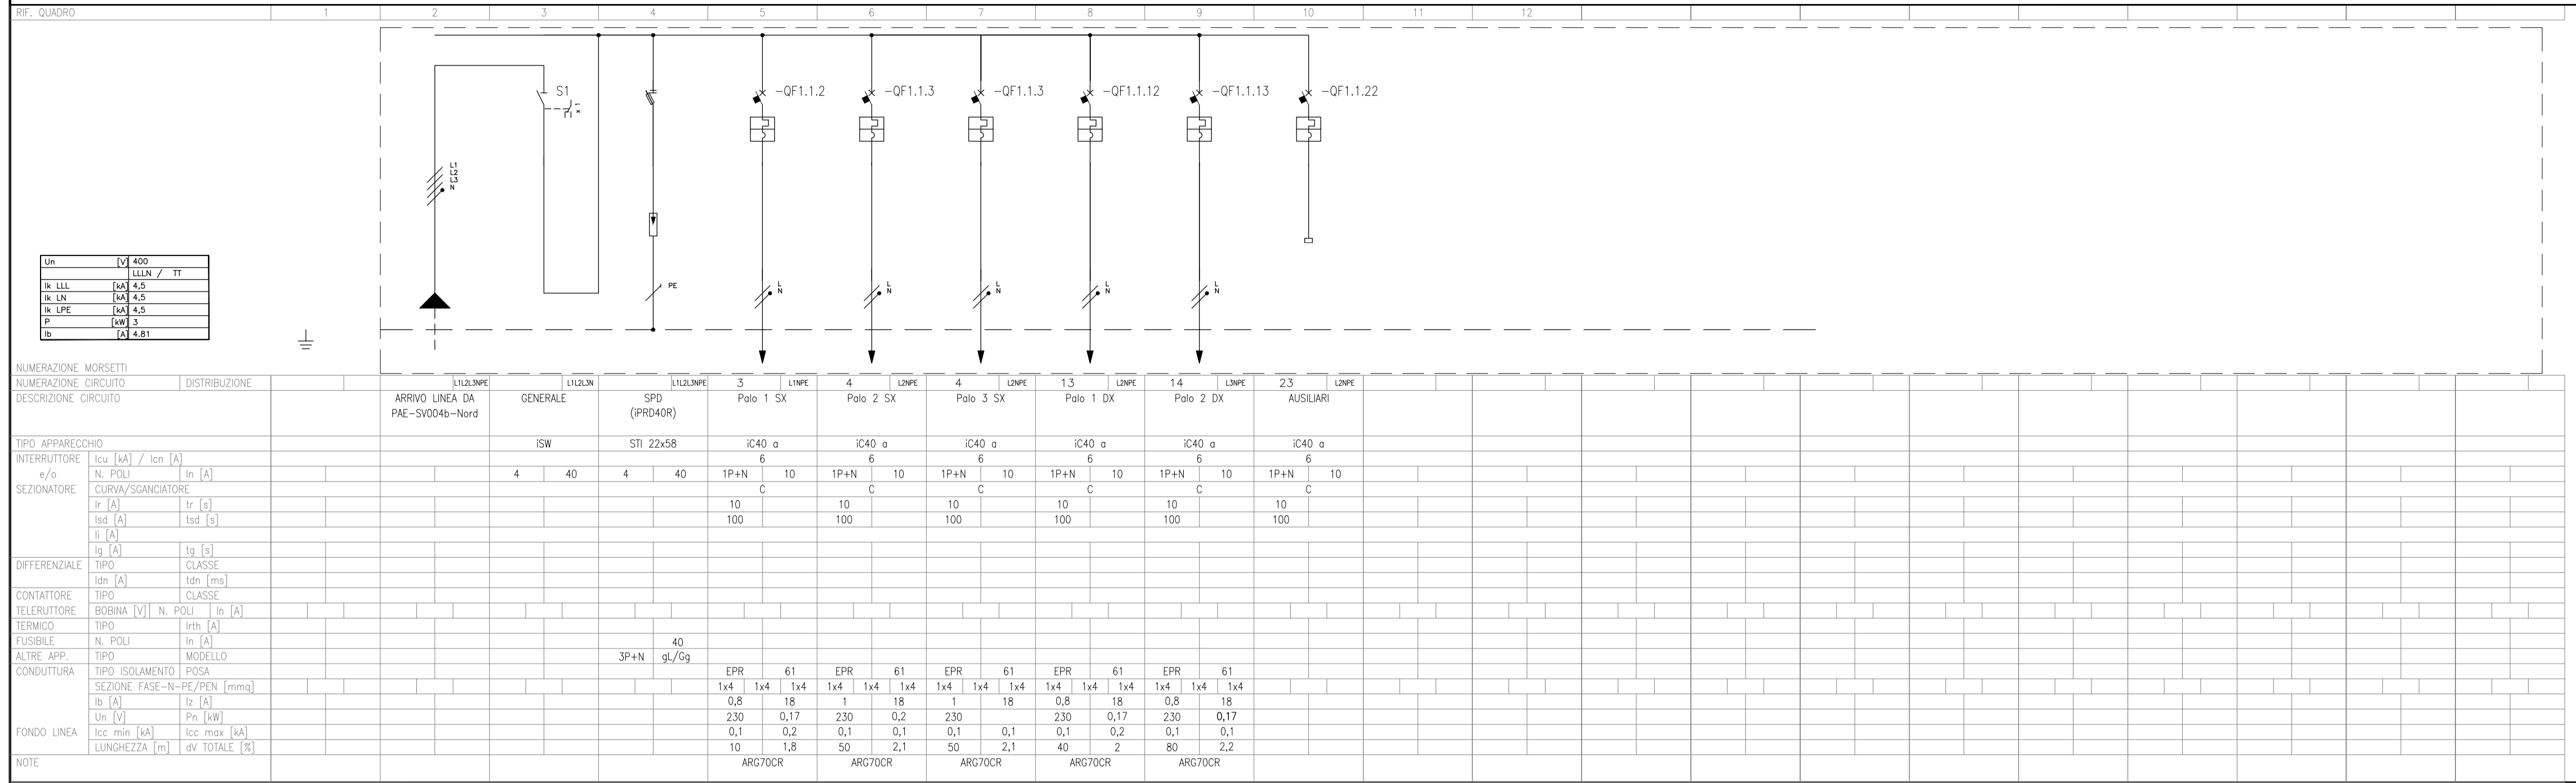 RIF. QUADRO 1 2 3 4 5 6 7 8 9 10 11 12
S1 -QF1.1.2 -QF1.1.3 -QF1.1.3 -QF1.1.12 -QF1.1.13 -QF1.1.22
L1
L2
L3
N
Un [V] 400
LLLN / TT
Ik LLL [kA] 4,5
Ik LN [kA] 4,5
Ik LPE [kA] 4,5
P [kW] 3
Ib [A] 4.81
PE L L L L L
N N N N N
NUMERAZIONE MORSETTI
NUMERAZIONE CIRCUITO DISTRIBUZIONE L1L2L3NPE L1L2L3N L1L2L3NPE 3 L1NPE 4 L2NPE 4 L2NPE 13 L2NPE 14 L3NPE 23 L2NPE
DESCRIZIONE CIRCUITO ARRIVO LINEA DA GENERALE SPD Palo 1 SX Palo 2 SX Palo 3 SX Palo 1 DX Palo 2 DX AUSILIARI
PAE-SV004b-Nord (iPRD40R)
TIPO APPARECCHIO iSW STI 22x58 iC40 a iC40 a iC40 a iC40 a iC40 a iC40 a
INTERRUTTORE Icu [kA] / Icn [A] 6 6 6 6 6 6
e/o N. POLI In [A] 4 40 4 40 1P+N 10 1P+N 10 1P+N 10 1P+N 10 1P+N 10 1P+N 10
SEZIONATORE CURVA/SGANCIATORE C C C C C C
Ir [A] tr [s] 10 10 10 10 10 10
Isd [A] tsd [s] 100 100 100 100 100 100
Ii [A]
Ig [A] tg [s]
DIFFERENZIALE TIPO CLASSE
Idn [A] tdn [ms]
CONTATTORE TIPO CLASSE
TELERUTTORE BOBINA [V] N. POLI In [A]
TERMICO TIPO Irth [A]
FUSIBILE N. POLI In [A] 40
ALTRE APP. TIPO MODELLO 3P+N gL/Gg
CONDUTTURA TIPO ISOLAMENTO POSA EPR 61 EPR 61 EPR 61 EPR 61 EPR 61
SEZIONE FASE-N-PE/PEN [mmq] 1x4 1x4 1x4 1x4 1x4 1x4 1x4 1x4 1x4 1x4 1x4 1x4 1x4 1x4 1x4
Ib [A] Iz [A] 0,8 18 1 18 1 18 0,8 18 0,8 18
Un [V] Pn [kW] 230 0,17 230 0,2 230 230 0,17 230 0,17
FONDO LINEA Icc min [kA] Icc max [kA] 0,1 0,2 0,1 0,1 0,1 0,1 0,1 0,2 0,1 0,1
LUNGHEZZA [m] dV TOTALE [%] 10 1,8 50 2,1 50 2,1 40 2 80 2,2
NOTE ARG70CR ARG70CR ARG70CR ARG70CR ARG70CR